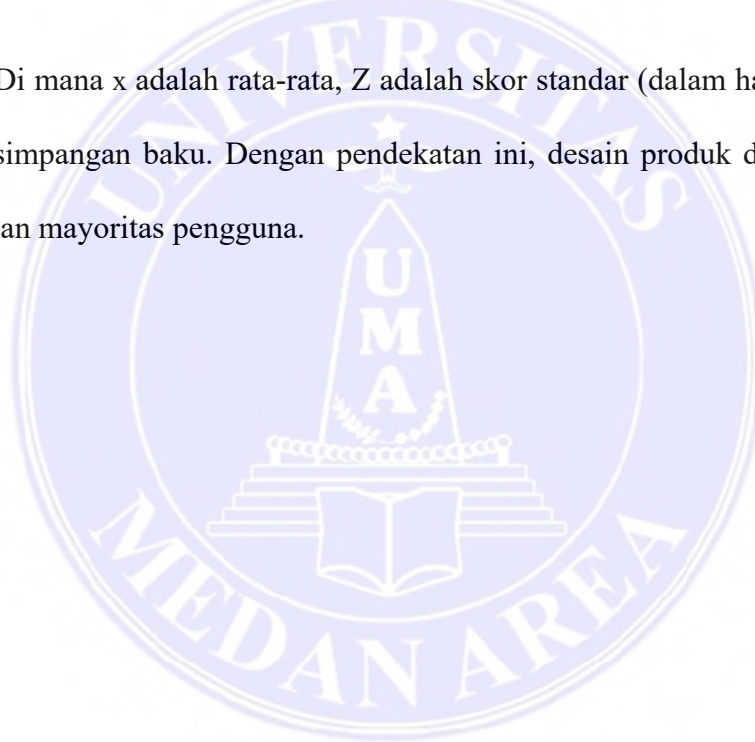 Di mana x adalah rata-rata, Z adalah skor standar (dalam
simpangan baku. Dengan pendekatan ini, desain produk
an mayoritas pengguna.
UNIVERSITAS
U
M
A
MEDAN AREA